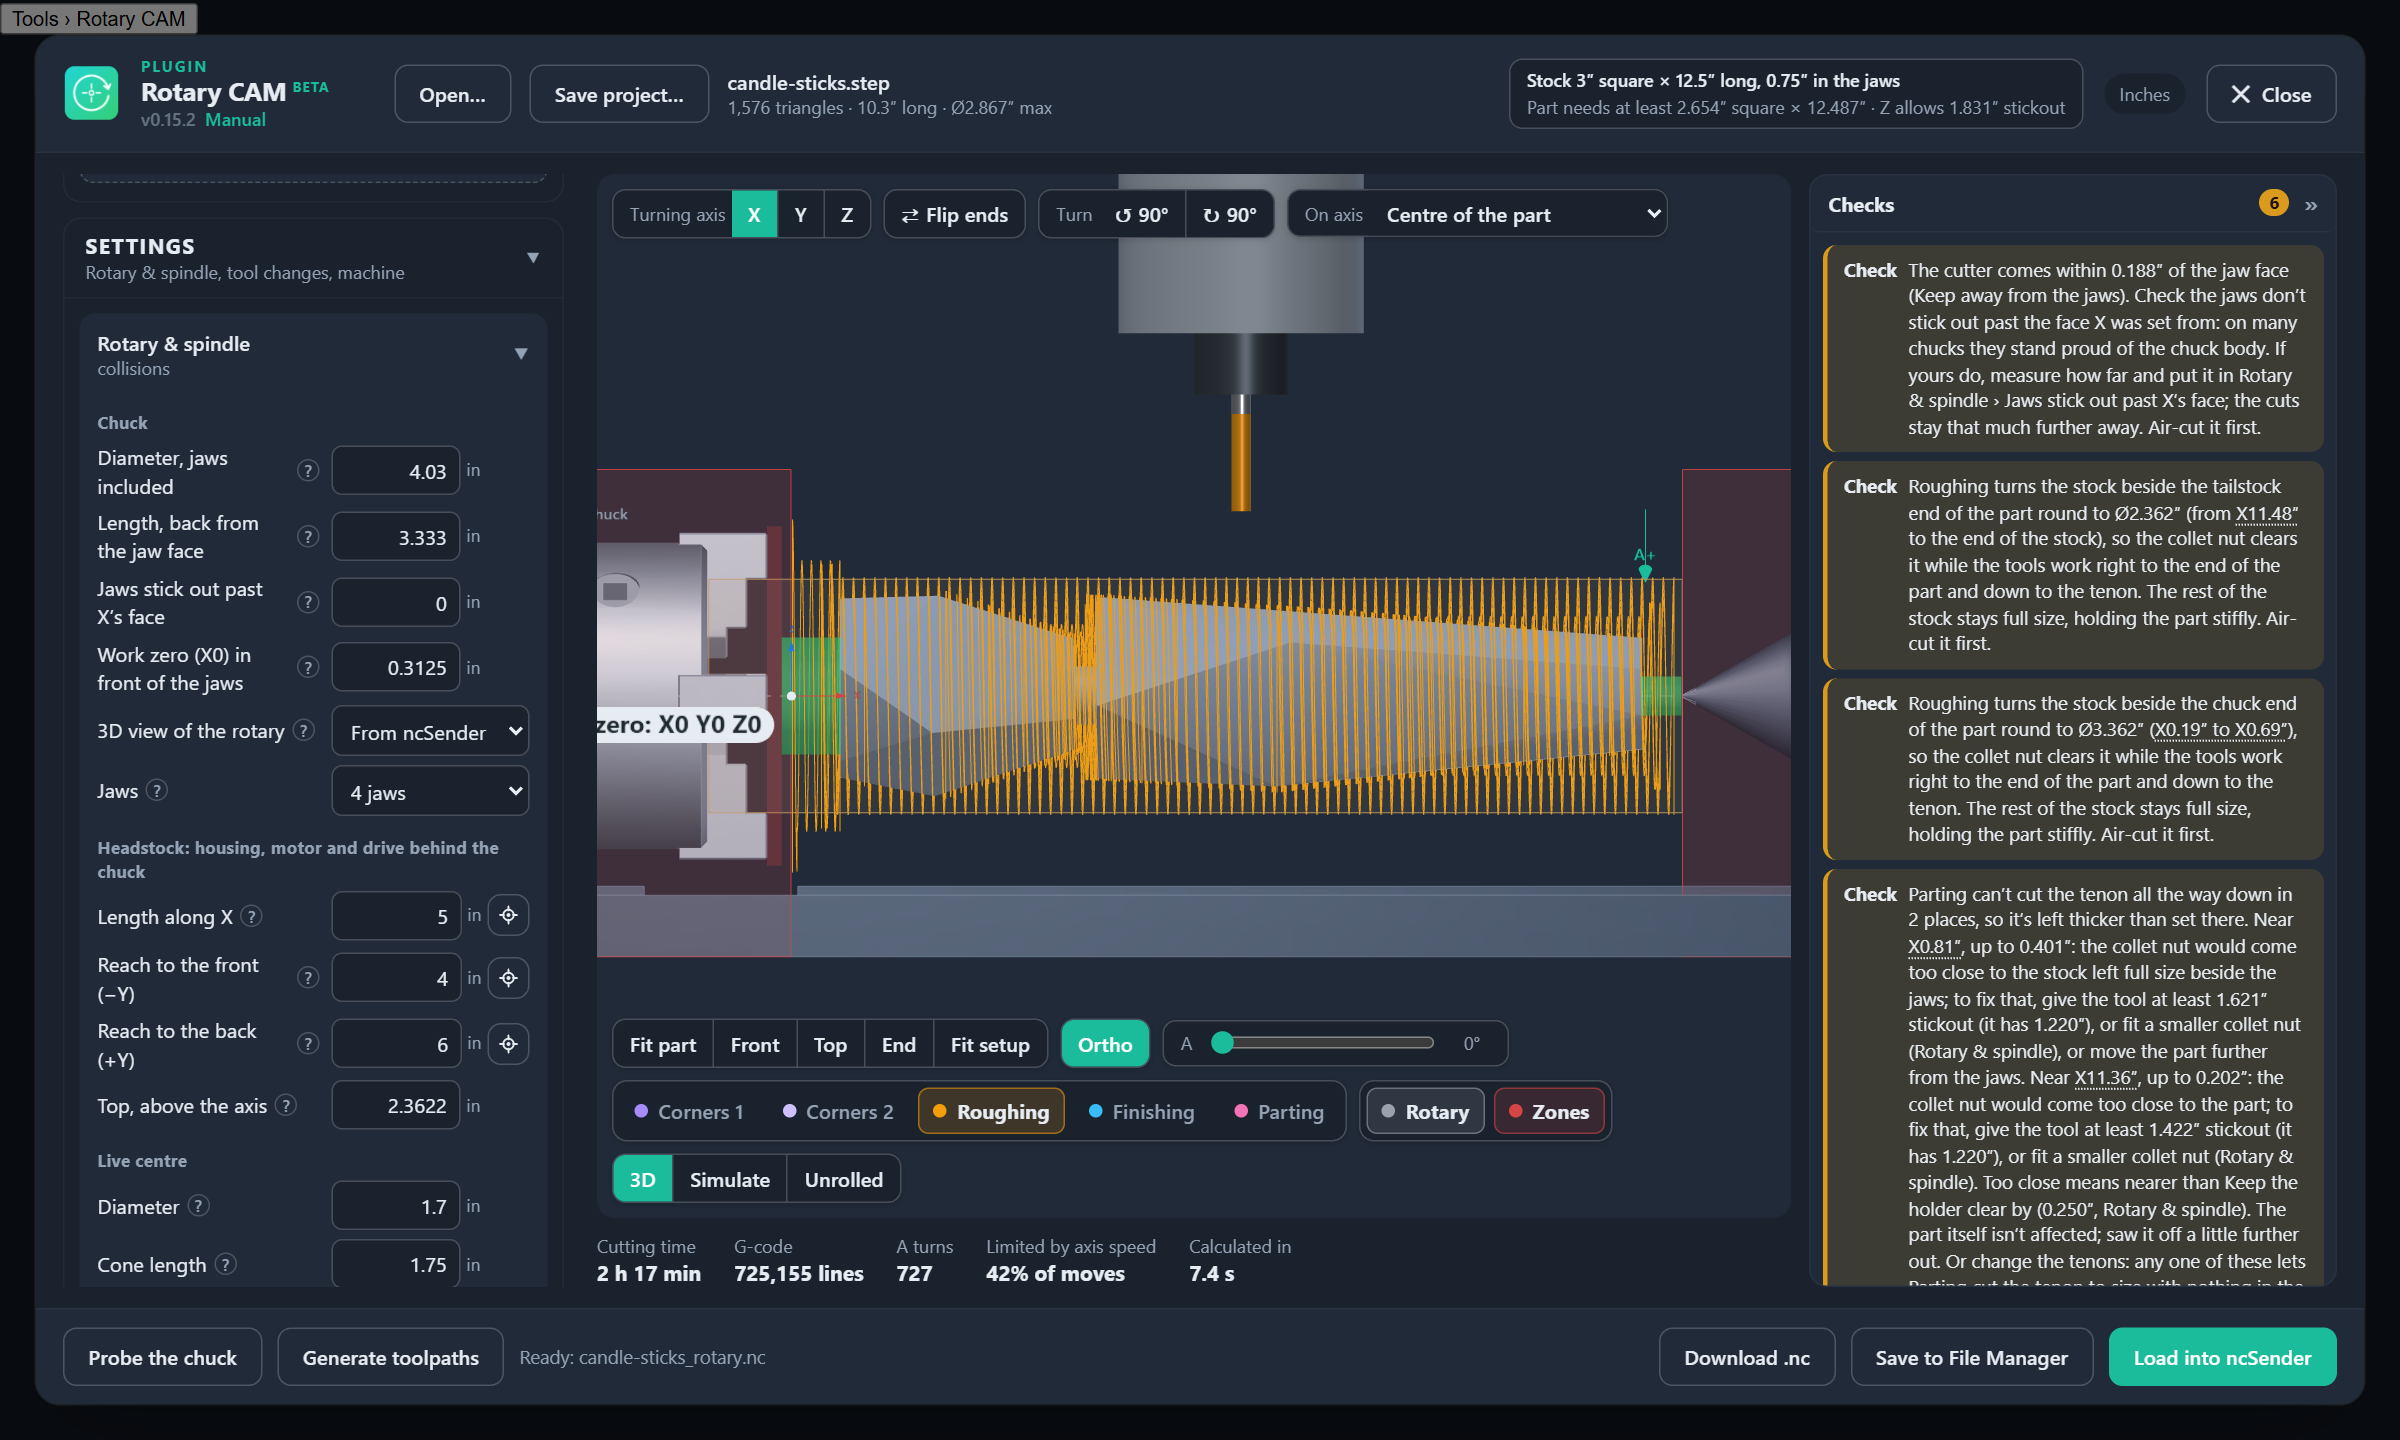 Tools › Rotary CAM
PLUGIN
Rotary CAM BETA
v0.15.2 Manual
Open...
Save project...
candle-sticks.step
1,576 triangles · 10.3″ long · Ø2.867″ max
Stock 3″ square × 12.5″ long, 0.75″ in the jaws
Part needs at least 2.654″ square × 12.487″ · Z allows 1.831″ stickout
Inches
Close
SETTINGS
Rotary & spindle, tool changes, machine
Rotary & spindle
collisions
Chuck
Diameter, jaws
included
? 4.03 in
Length, back from
the jaw face
? 3.333 in
Jaws stick out past
X’s face
? 0 in
Work zero (X0) in
front of the jaws
? 0.3125 in
3D view of the rotary ? From ncSender
Jaws ? 4 jaws
Headstock: housing, motor and drive behind the
chuck
Length along X ? 5 in
Reach to the front
(−Y)
? 4 in
Reach to the back
(+Y)
? 6 in
Top, above the axis ? 2.3622 in
Live centre
Diameter ? 1.7 in
Cone length ? 1.75 in
Turning axis X Y Z
⇄ Flip ends
Turn ↺ 90° ↻ 90°
On axis Centre of the part
huck
A+
X
zero: X0 Y0 Z0
Fit part Front Top End Fit setup
Ortho
A 0°
Corners 1 Corners 2 Roughing Finishing Parting
Rotary Zones
3D Simulate Unrolled
Cutting time
2 h 17 min
G-code
725,155 lines
A turns
727
Limited by axis speed
42% of moves
Calculated in
7.4 s
Checks 6 »
Check The cutter comes within 0.188″ of the jaw face
(Keep away from the jaws). Check the jaws don’t
stick out past the face X was set from: on many
chucks they stand proud of the chuck body. If
yours do, measure how far and put it in Rotary
& spindle › Jaws stick out past X’s face; the cuts
stay that much further away. Air-cut it first.
Check Roughing turns the stock beside the tailstock
end of the part round to Ø2.362″ (from X11.48″
to the end of the stock), so the collet nut clears
it while the tools work right to the end of the
part and down to the tenon. The rest of the
stock stays full size, holding the part stiffly. Air-
cut it first.
Check Roughing turns the stock beside the chuck end
of the part round to Ø3.362″ (X0.19″ to X0.69″),
so the collet nut clears it while the tools work
right to the end of the part and down to the
tenon. The rest of the stock stays full size,
holding the part stiffly. Air-cut it first.
Check Parting can’t cut the tenon all the way down in
2 places, so it’s left thicker than set there. Near
X0.81″, up to 0.401″: the collet nut would come
too close to the stock left full size beside the
jaws; to fix that, give the tool at least 1.621″
stickout (it has 1.220″), or fit a smaller collet nut
(Rotary & spindle), or move the part further
from the jaws. Near X11.36″, up to 0.202″: the
collet nut would come too close to the part; to
fix that, give the tool at least 1.422″ stickout (it
has 1.220″), or fit a smaller collet nut (Rotary &
spindle). Too close means nearer than Keep the
holder clear by (0.250″, Rotary & spindle). The
part itself isn’t affected; saw it off a little further
out. Or change the tenons: any one of these lets
Parting cut the tenon to size with nothing in the
Probe the chuck
Generate toolpaths
Ready: candle-sticks_rotary.nc
Download .nc
Save to File Manager
Load into ncSender